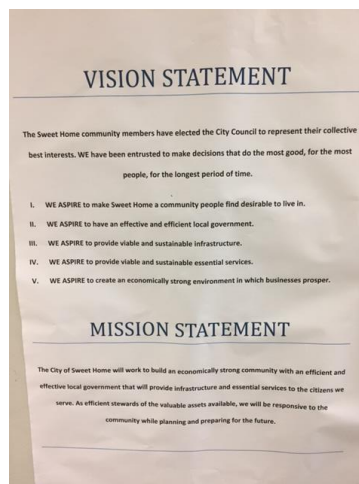 VISION STATEMENT
The Sweet Home community members have elected the City Council to represent their collective
best interests. WE have been entrusted to make decisions that do the most good, for the most
people, for the longest period of time.
I. WE ASPIRE to make Sweet Home a community people find desirable to live in.
II. WE ASPIRE to have an effective and efficient local government.
III. WE ASPIRE to provide viable and sustainable infrastructure.
IV. WE ASPIRE to provide viable and sustainable essential services.
V. WE ASPIRE to create an economically strong environment in which businesses prosper.
MISSION STATEMENT
The City of Sweet Home will work to build an economically strong community with an efficient and
effective local government that will provide infrastructure and essential services to the citizens we
serve. As efficient stewards of the valuable assets available, we will be responsive to the
community while planning and preparing for the future.